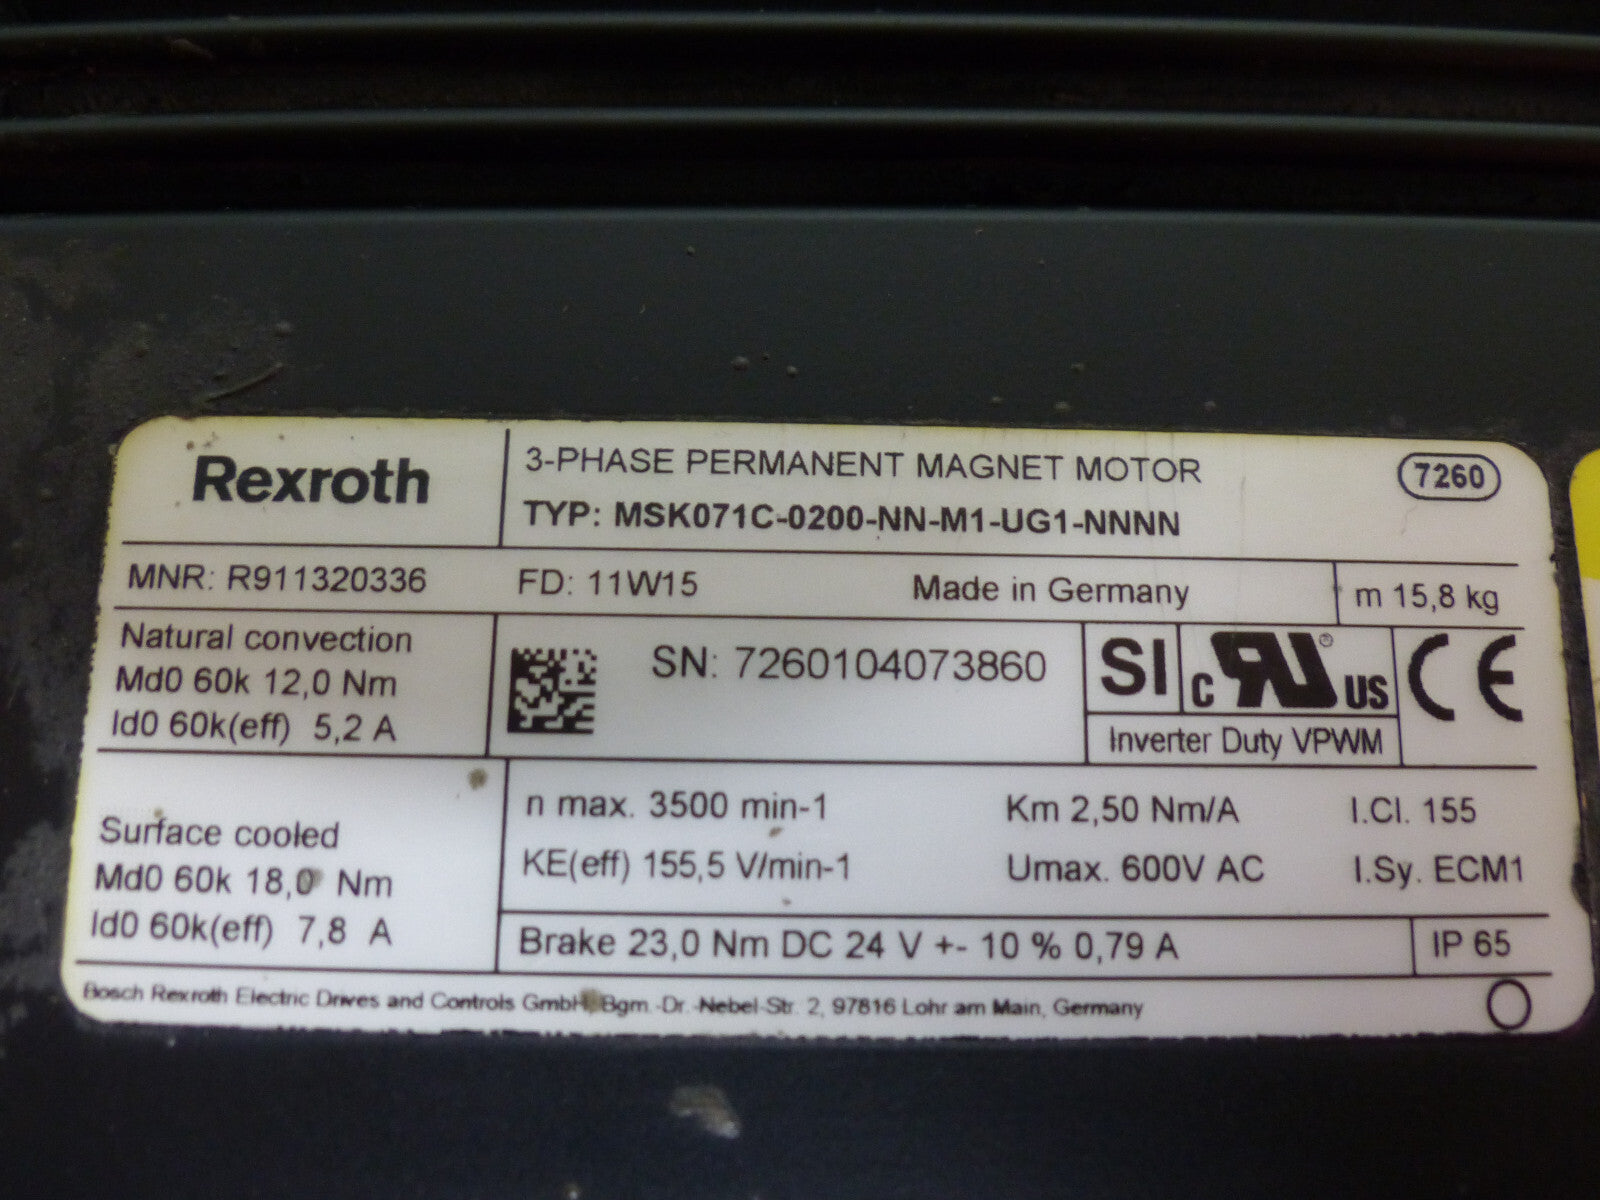 Rexroth
3-PHASE PERMANENT MAGNET MOTOR
7260
TYP: MSK071C-0200-NN-M1-UG1-NNNN
MNR: R911320336
FD: 11W15
Made in Germany
m 15,8 kg
Natural convection
Md0 60k 12,0 Nm
Id0 60k(eff) 5,2 A
SN: 7260104073860
SI
c RU ® US
CE
Inverter Duty VPWM
Surface cooled
Md0 60k 18,0 Nm
Id0 60k(eff) 7,8 A
n max. 3500 min-1
Km 2,50 Nm/A
I.Cl. 155
KE(eff) 155,5 V/min-1
Umax. 600V AC
I.Sy. ECM1
Brake 23,0 Nm DC 24 V +- 10 % 0,79 A
IP 65
Bosch Rexroth Electric Drives and Controls GmbH, Bgm.-Dr.-Nebel-Str. 2, 97816 Lohr am Main, Germany